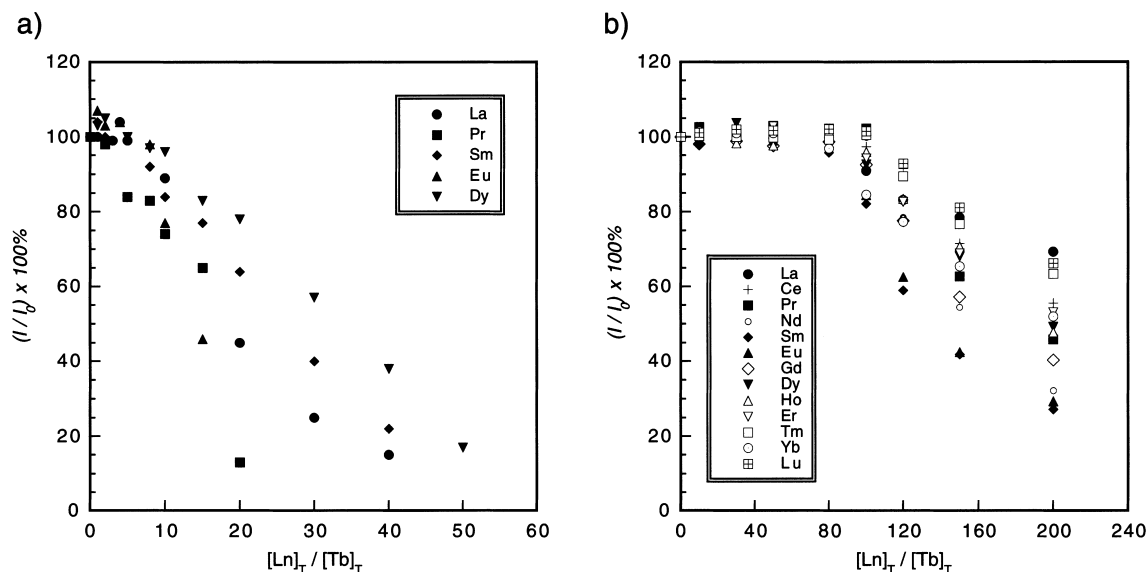 a)
120
100
80
60
40
20
0
(I / I0) x 100%
La
Pr
Sm
Eu
Dy
0 10 20 30 40 50 60
[Ln]T / [Tb]T
b)
120
100
80
60
40
20
0
(I / I0) x 100%
La
Ce
Pr
Nd
Sm
Eu
Gd
Dy
Ho
Er
Tm
Yb
Lu
0 40 80 120 160 200 240
[Ln]T / [Tb]T